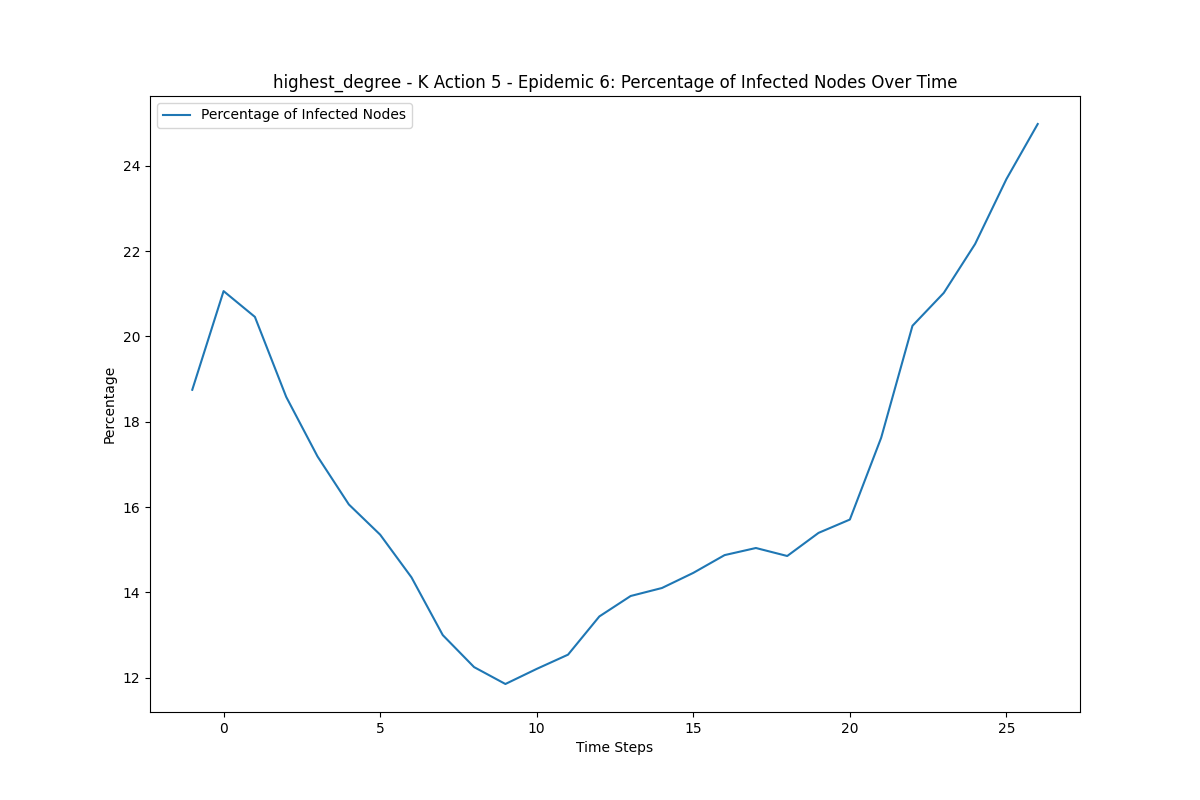 highest_degree - K Action 5 - Epidemic 6: Percentage of Infected Nodes Over Time
Percentage of Infected Nodes
Percentage
24
22
20
18
16
14
12
0 5 10 15 20 25
Time Steps